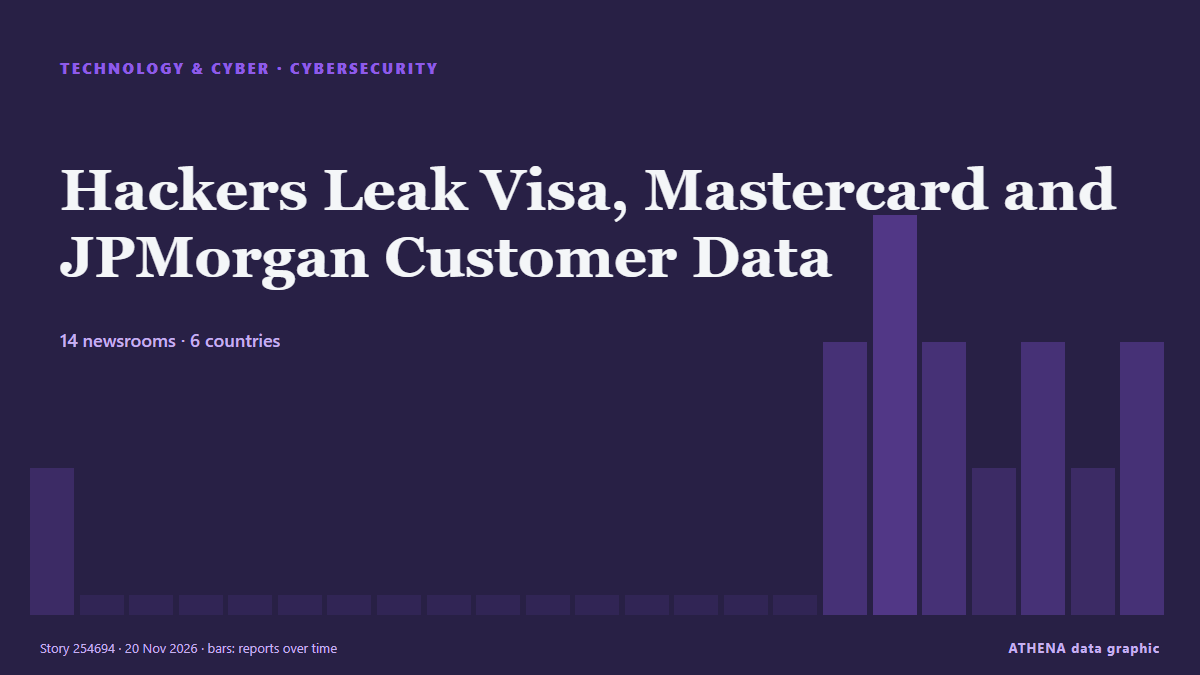 TECHNOLOGY & CYBER · CYBERSECURITY
Hackers Leak Visa, Mastercard and
JPMorgan Customer Data
14 newsrooms · 6 countries
Story 254694 · 20 Nov 2026 · bars: reports over time
ATHENA data graphic